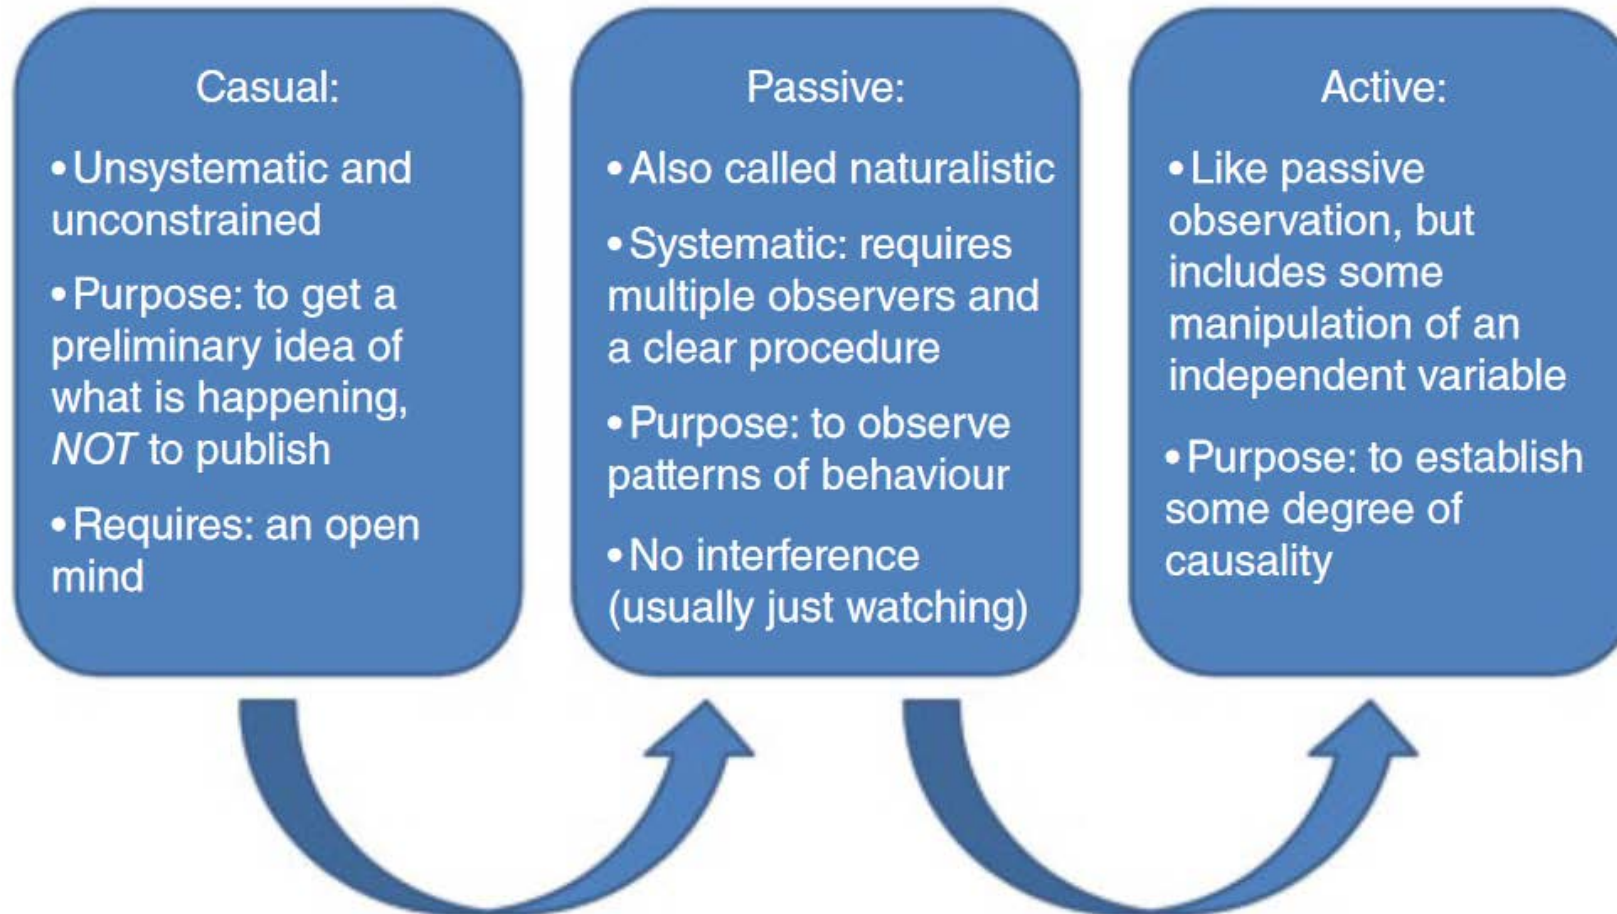 Casual:
•Unsystematic and
unconstrained
•Purpose: to get a
preliminary idea of
what is happening,
NOT to publish
•Requires: an open
mind
Passive:
•Also called naturalistic
•Systematic: requires
multiple observers and
a clear procedure
•Purpose: to observe
patterns of behaviour
•No interference
(usually just watching)
Active:
•Like passive
observation, but
includes some
manipulation of an
independent variable
•Purpose: to establish
some degree of
causality